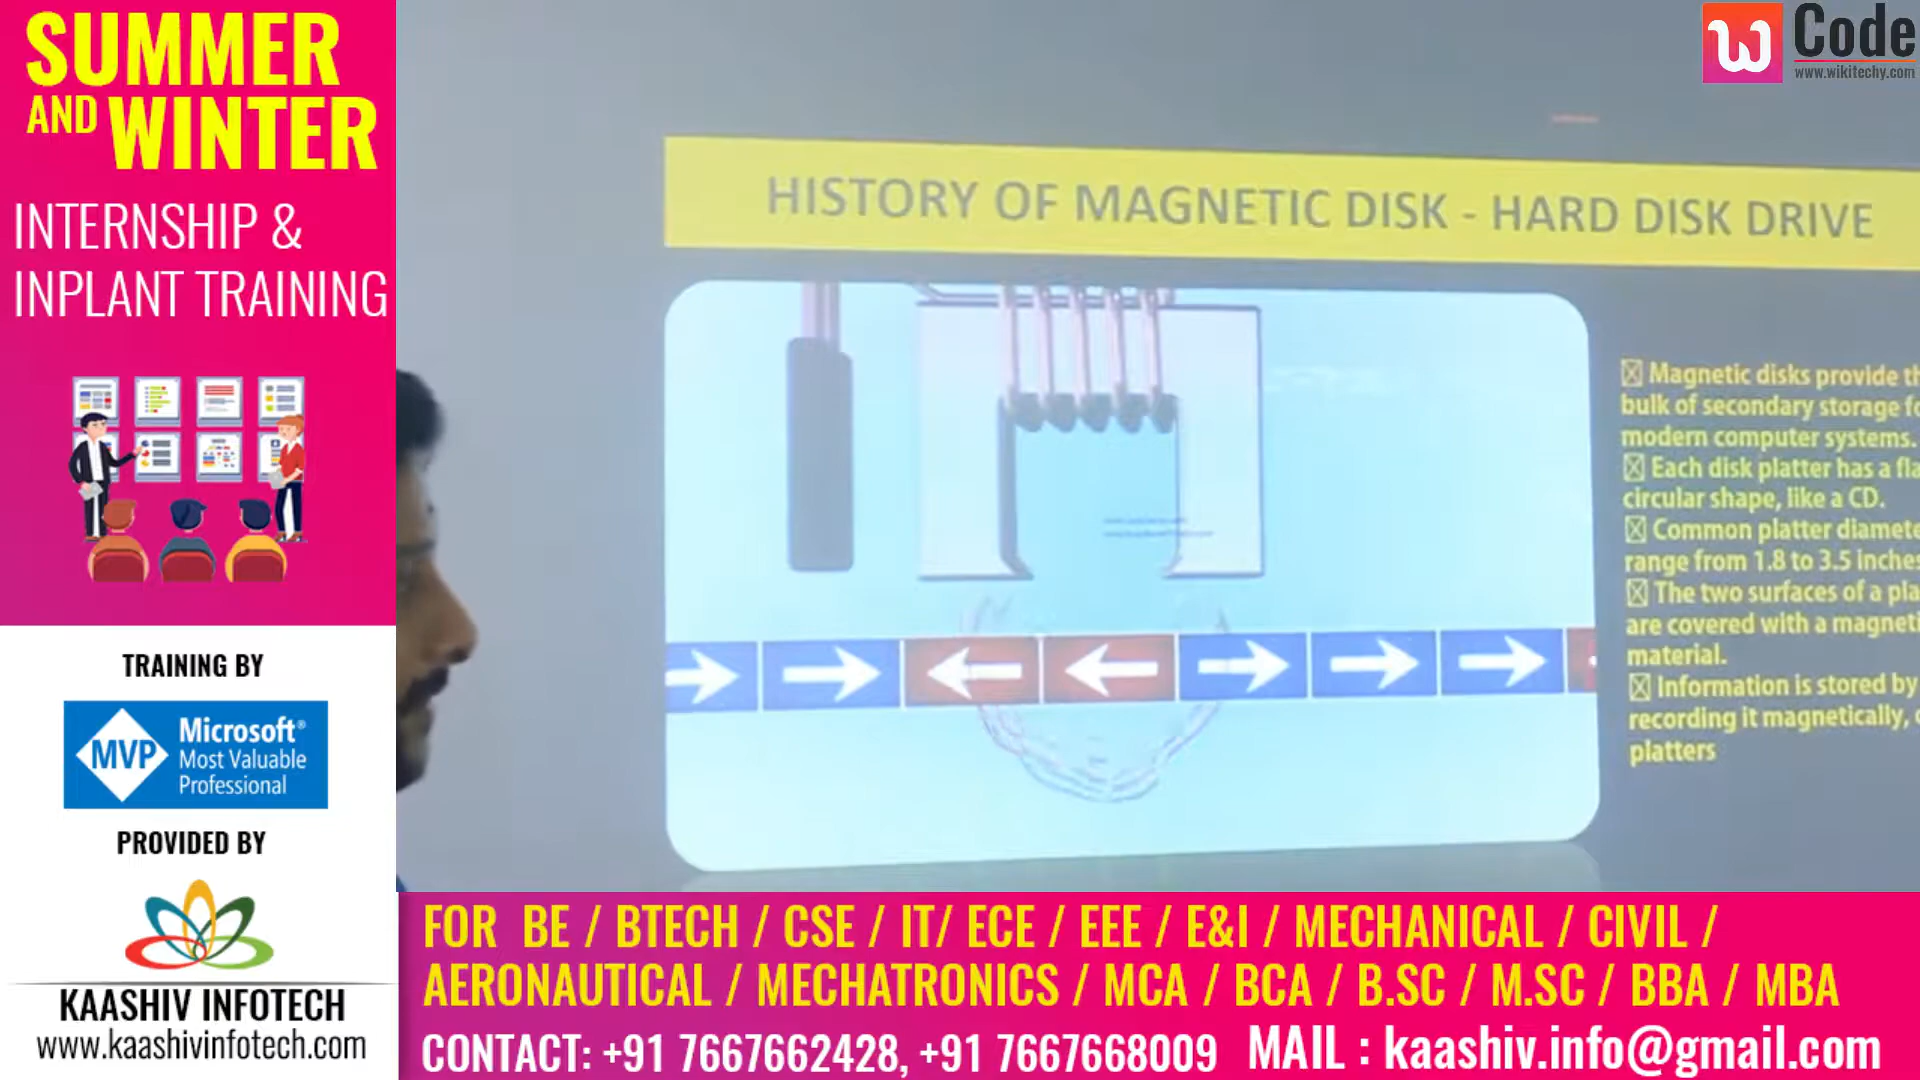 SUMMER
AND WINTER
INTERNSHIP &
INPLANT TRAINING
TRAINING BY
MVP
Microsoft®
Most Valuable
Professional
PROVIDED BY
KAASHIV INFOTECH
www.kaashivinfotech.com
W Code
www.wikitechy.com
HISTORY OF MAGNETIC DISK - HARD DISK DRIVE
Magnetic disks provide
bulk of secondary storage
modern computer systems.
Each disk platter has a
circular shape, like a CD.
Common platter
range from 1.8 to 3.5 inches
The two surfaces of a
are covered with a
material.
Information is stored by
recording it magnetically,
platters
FOR BE / BTECH / CSE / IT/ ECE / EEE / E&I / MECHANICAL / CIVIL /
AERONAUTICAL / MECHATRONICS / MCA / BCA / B.SC / M.SC / BBA / MBA
CONTACT: +91 7667662428, +91 7667668009 MAIL : kaashiv.info@gmail.com